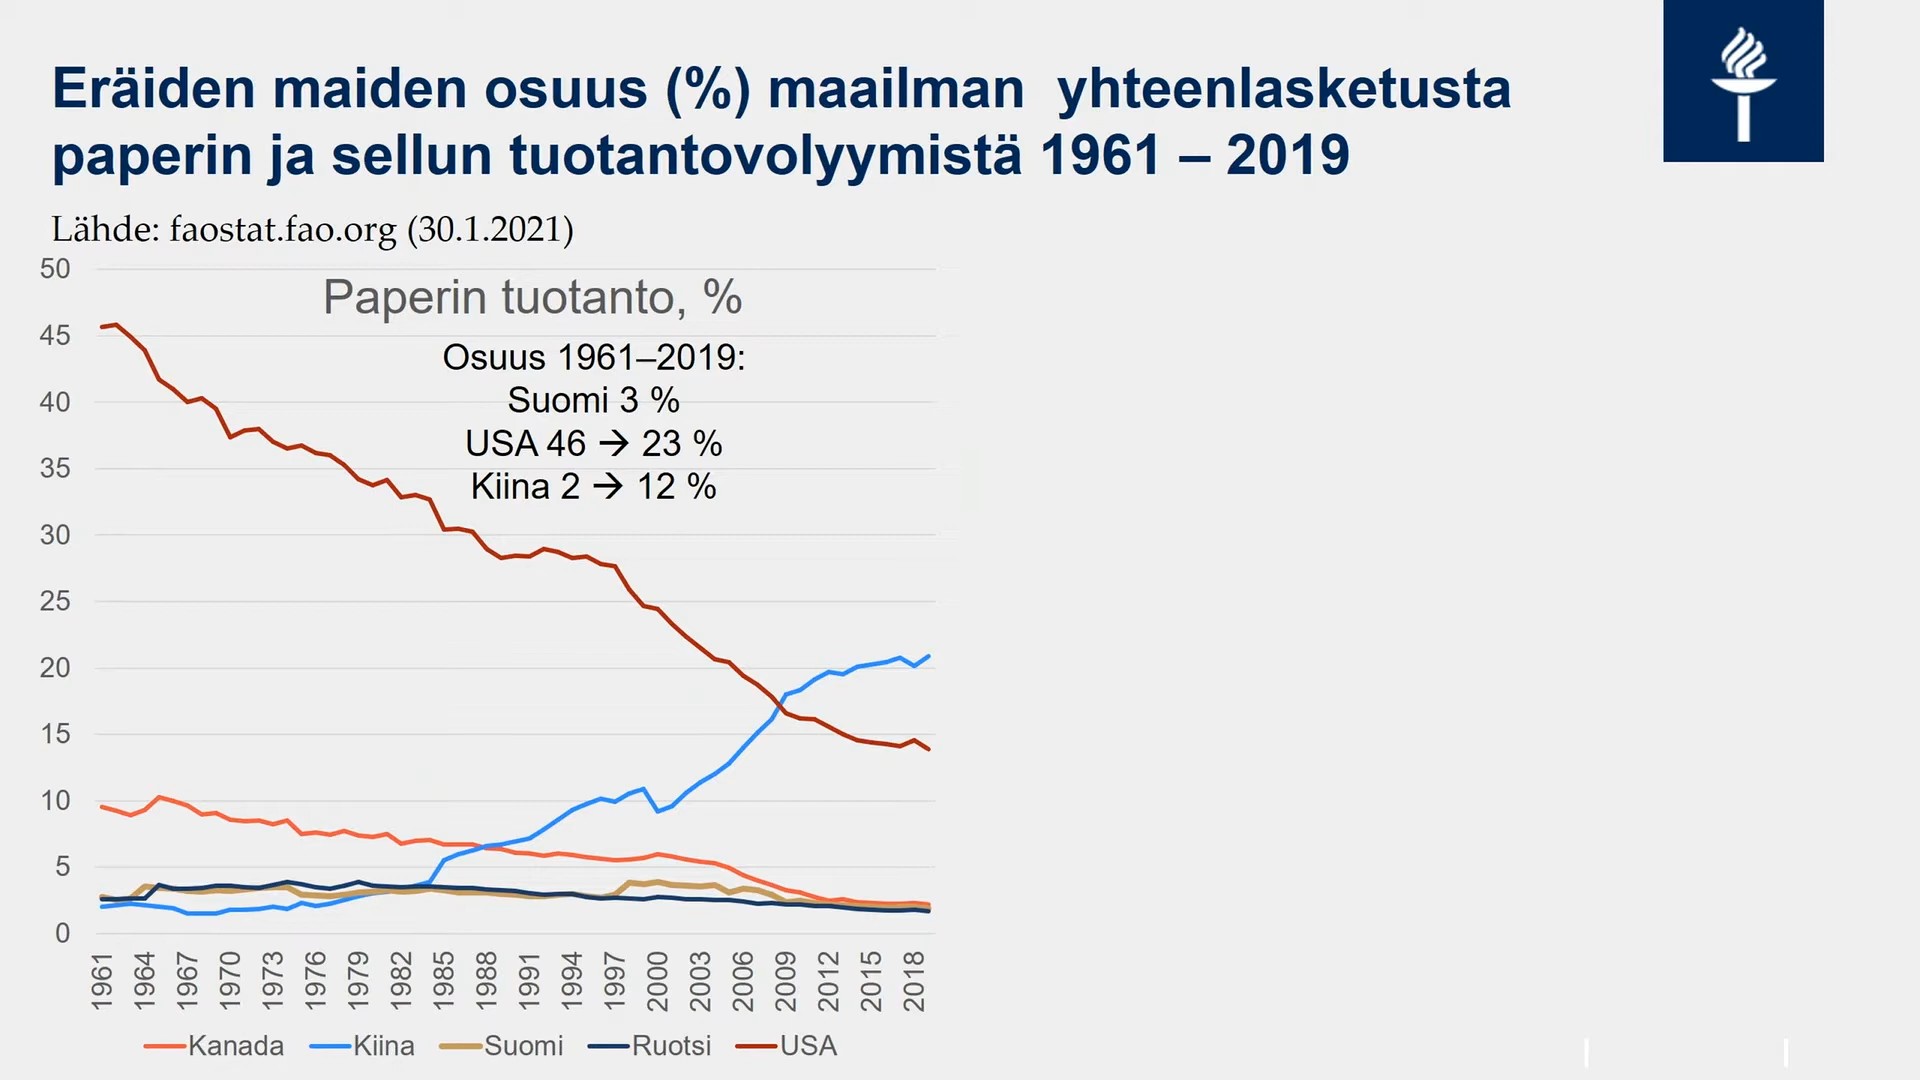 Eräiden maiden osuus (%) maailman yhteenlasketusta
paperin ja sellun tuotantovolyymistä 1961 – 2019
Lähde: faostat.fao.org (30.1.2021)
Paperin tuotanto, %
Osuus 1961–2019:
Suomi 3 %
USA 46 → 23 %
Kiina 2 → 12 %
50
45
40
35
30
25
20
15
10
5
0
1961 1964 1967 1970 1973 1976 1979 1982 1985 1988 1991 1994 1997 2000 2003 2006 2009 2012 2015 2018
Kanada Kiina Suomi Ruotsi USA